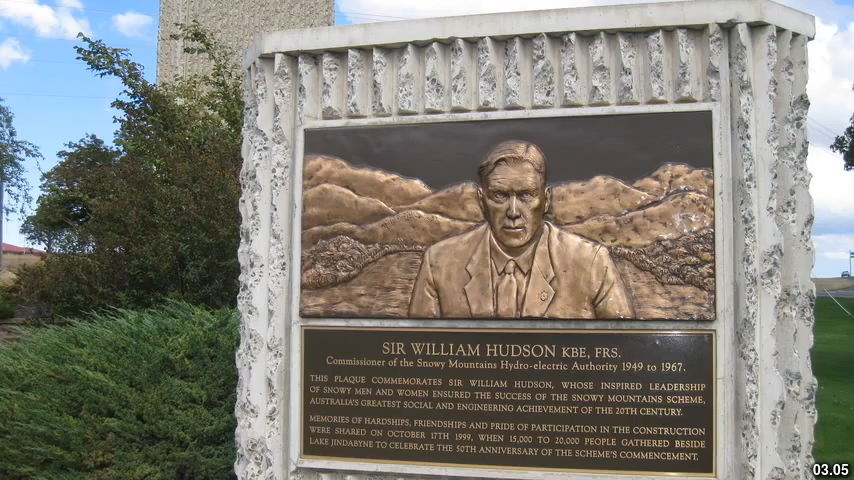 SIR WILLIAM HUDSON KBE, FRS.
Commissioner of the Snowy Mountains Hydro-electric Authority 1949 to 1967.
THIS PLAQUE COMMEMORATES SIR WILLIAM HUDSON, WHOSE INSPIRED LEADERSHIP
OF SNOWY MEN AND WOMEN ENSURED THE SUCCESS OF THE SNOWY MOUNTAINS SCHEME,
AUSTRALIA'S GREATEST SOCIAL AND ENGINEERING ACHIEVEMENT OF THE 20TH CENTURY.
MEMORIES OF HARDSHIPS, FRIENDSHIPS AND PRIDE OF PARTICIPATION IN THE CONSTRUCTION
WERE SHARED ON OCTOBER 17TH 1999, WHEN 15,000 TO 20,000 PEOPLE GATHERED BESIDE
LAKE JINDABYNE TO CELEBRATE THE 50TH ANNIVERSARY OF THE SCHEME'S COMMENCEMENT.
03.05